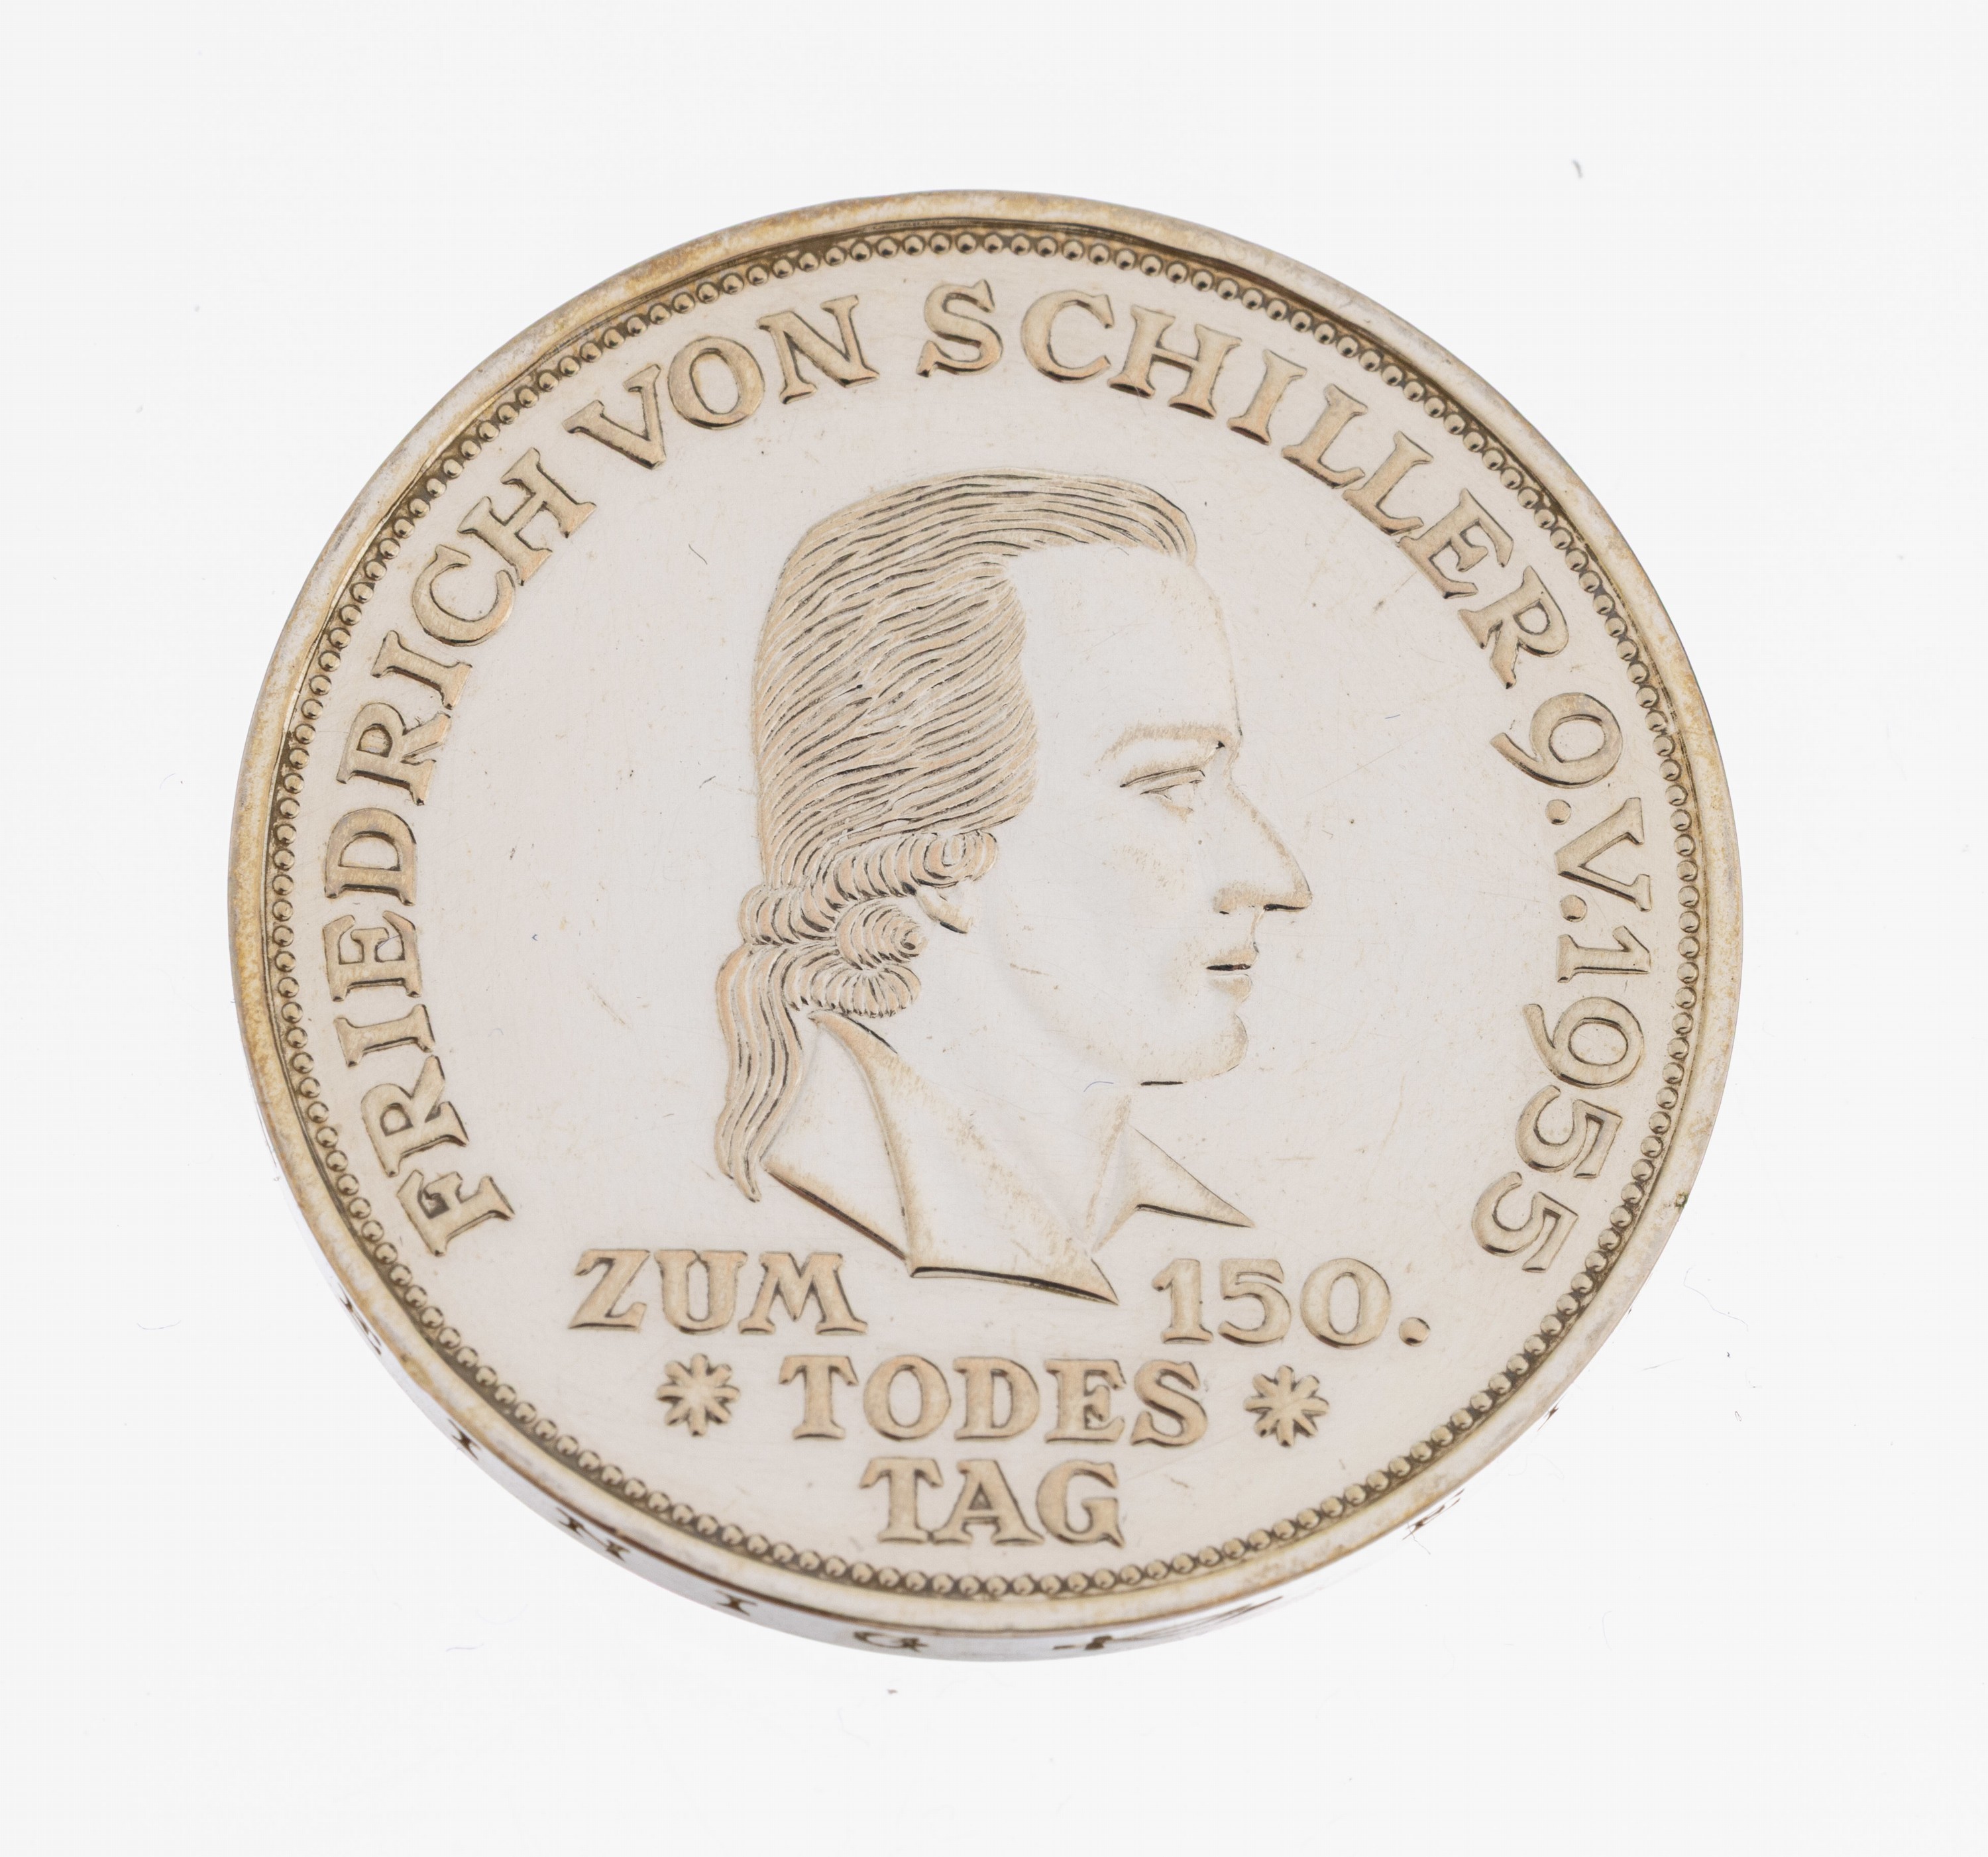 FRIEDRICH VON SCHILLER 9.V.1955
ZUM 150.
* TODES *
TAG